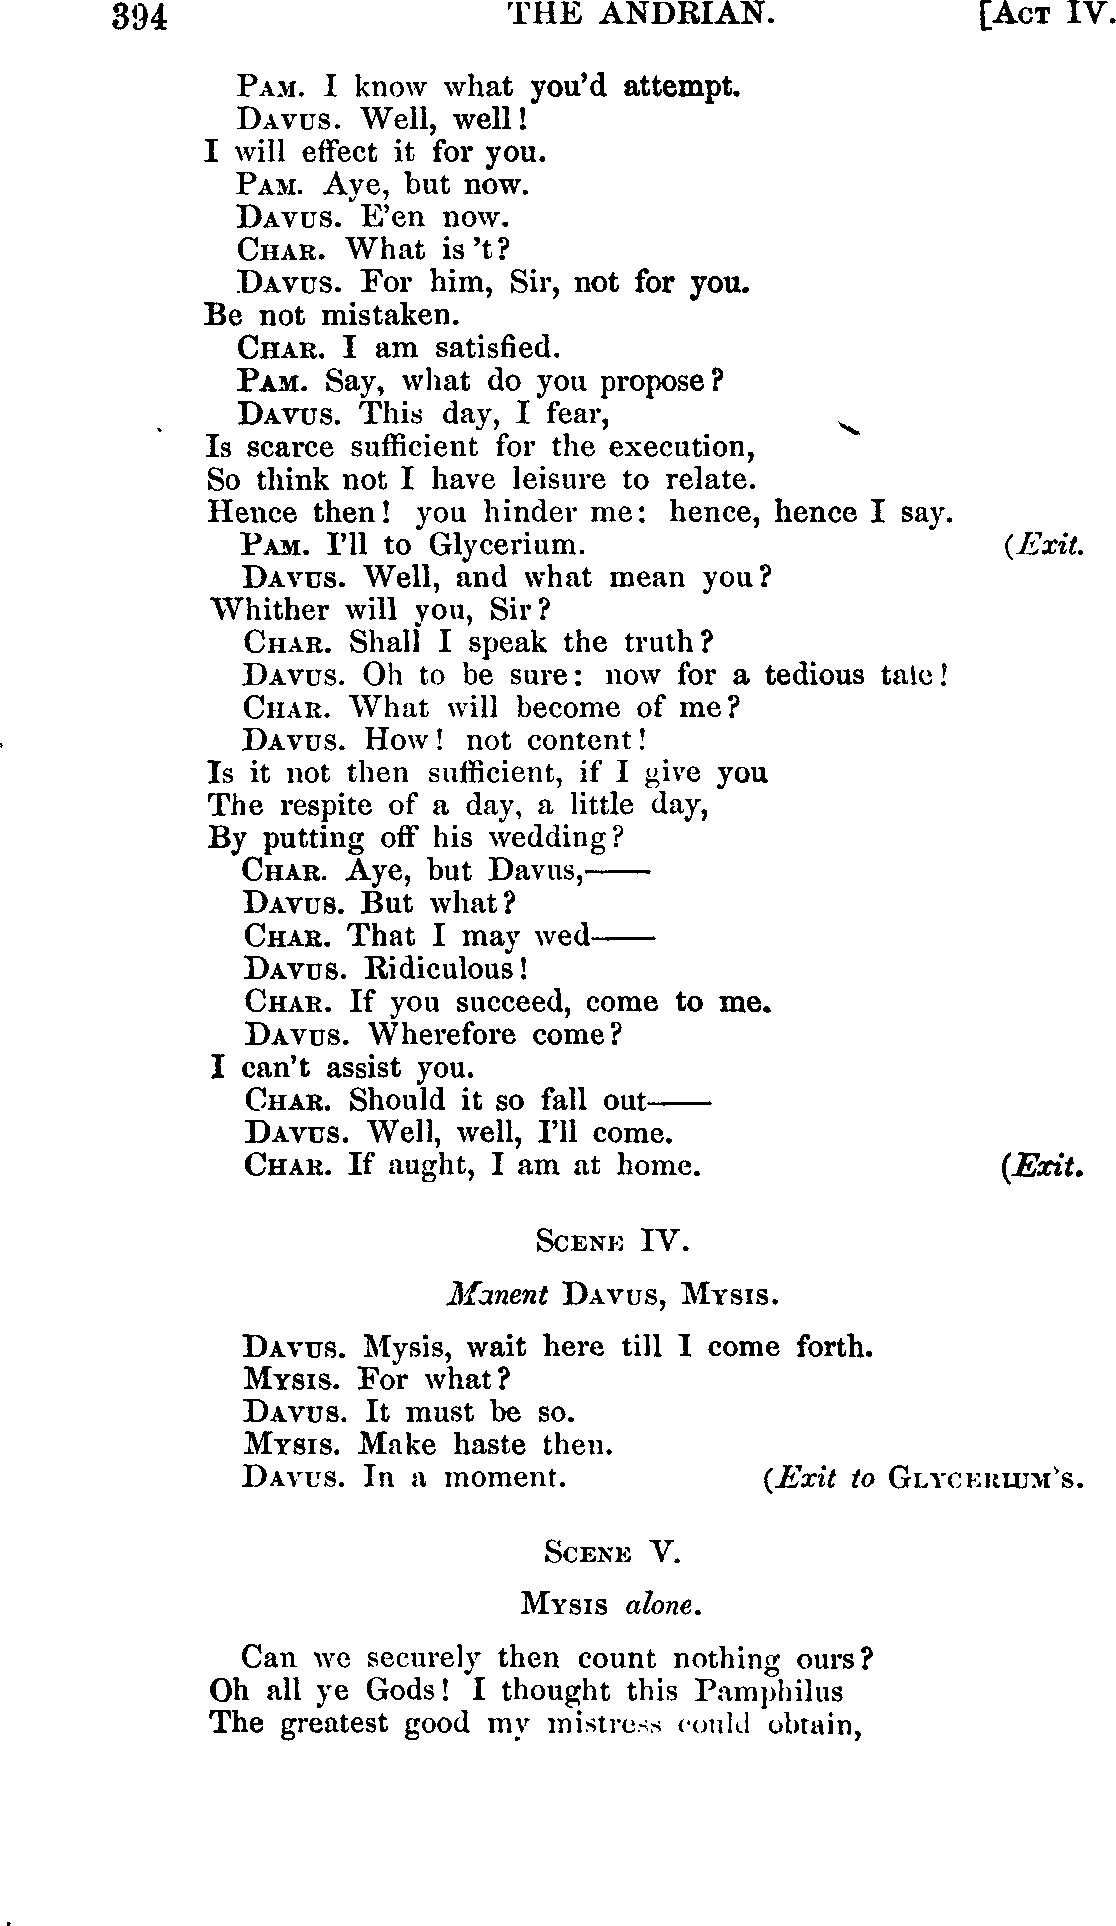 394 THE ANDRIAN. [ACT IV.
PAM. I know what you'd attempt.
DAVUS. Well, well!
I will effect it for you.
PAM. Aye, but now.
DAVUS. E'en now.
CHAR. What is 't?
DAVUS. For him, Sir, not for you.
Be not mistaken.
CHAR. I am satisfied.
PAM. Say, what do you propose?
DAVUS. This day, I fear,
Is scarce sufficient for the execution,
So think not I have leisure to relate.
Hence then! you hinder me: hence, hence I say.
PAM. I'll to Glycerium. (Exit.
DAVUS. Well, and what mean you?
Whither will you, Sir?
CHAR. Shall I speak the truth?
DAVUS. Oh to be sure: now for a tedious tale!
CHAR. What will become of me?
DAVUS. How! not content!
Is it not then sufficient, if I give you
The respite of a day, a little day,
By putting off his wedding?
CHAR. Aye, but Davus,——
DAVUS. But what?
CHAR. That I may wed——
DAVUS. Ridiculous!
CHAR. If you succeed, come to me.
DAVUS. Wherefore come?
I can't assist you.
CHAR. Should it so fall out——
DAVUS. Well, well, I'll come.
CHAR. If aught, I am at home. (Exit.
SCENE IV.
Manent DAVUS, MYSIS.
DAVUS. Mysis, wait here till I come forth.
MYSIS. For what?
DAVUS. It must be so.
MYSIS. Make haste then.
DAVUS. In a moment. (Exit to GLYCERIUM's.
SCENE V.
MYSIS alone.
Can we securely then count nothing ours?
Oh all ye Gods! I thought this Pamphilus
The greatest good my mistress could obtain,